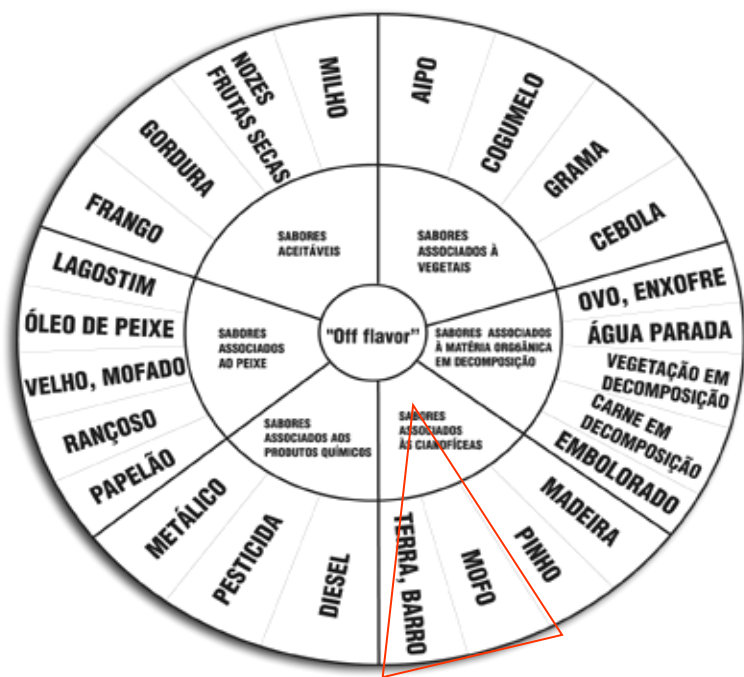 AIPO
COGUMELO
GRAMA
CEBOLA
OVO, ENXOFRE
ÁGUA PARADA
VEGETAÇÃO EM
DECOMPOSIÇÃO
CARNE EM
DECOMPOSIÇÃO
EMBOLORADO
MADEIRA
PINHO
MOFO
TERRA, BARRO
DIESEL
PESTICIDA
METÁLICO
PAPELÃO
RANÇOSO
VELHO, MOFADO
ÓLEO DE PEIXE
LAGOSTIM
FRANGO
GORDURA
NOZES
FRUTAS SECAS
MILHO
SABORES
ACEITÁVEIS
SABORES
ASSOCIADOS À
VEGETAIS
SABORES ASSOCIADOS
À MATÉRIA ORGÂÂNICA
EM DECOMPOSIÇÃO
SABORES
ASSOCIADOS
ÀS CIANOFÍCEAS
SABORES
ASSOCIADOS AOS
PRODUTOS QUÍMICOS
SABORES
ASSOCIADOS
AO PEIXE
"Off flavor"